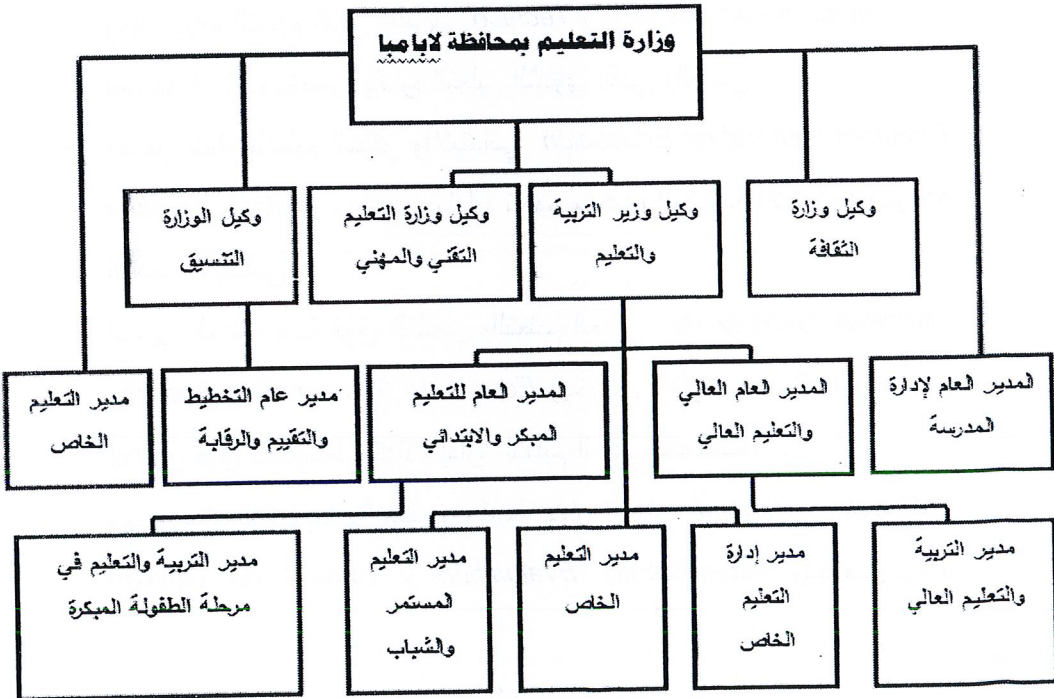 وزارة التعليم بمحافظة لابامبا
وكيل وزارة
الثقافة
وكيل وزير التربية
والتعليم
وكيل وزارة التعليم
التقني والمهني
وكيل الوزارة
التنسيق
المدير العام لإدارة
المدرسة
المدير العام العالي
والتعليم العالي
المدير العام للتعليم
المبكر والابتدائي
مدير عام التخطيط
والتقييم والرقابة
مدير التعليم
الخاص
مدير التربية
والتعليم العالي
مدير إدارة
التعليم
الخاص
مدير التعليم
الخاص
مدير التعليم
المستمر
والشباب
مدير التربية والتعليم في
مرحلة الطفولة المبكرة